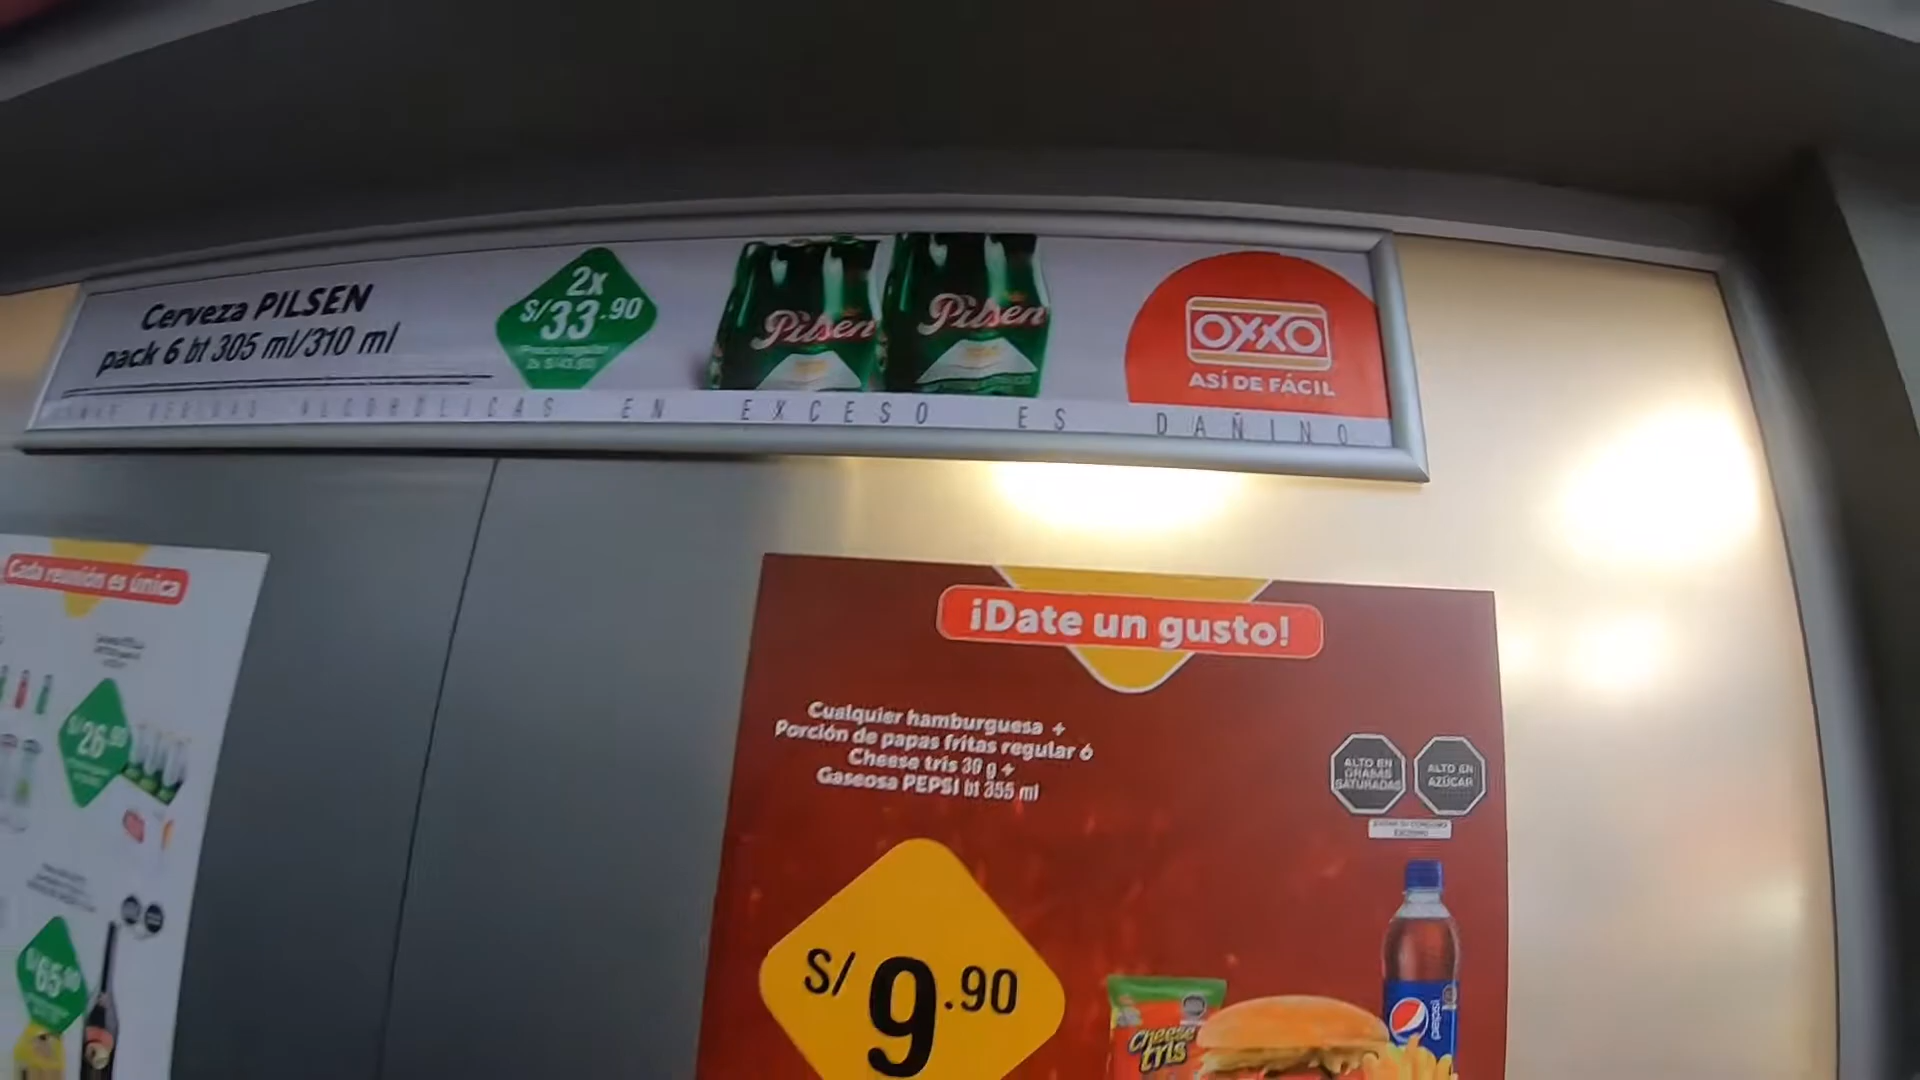 Cerveza PILSEN
pack 6 bt 305 ml/310 ml
2x
S/33.90
Pilsen
Pilsen
OXXO
ASÍ DE FÁCIL
BEBIDAS ALCOHOLICAS EN EXCESO ES DAÑINO
Cada reunión es única
S/26.90
S/65.90
¡Date un gusto!
Cualquier hamburguesa +
Porción de papas fritas regular ó
Cheese tris 30 g +
Gaseosa PEPSI bt 355 ml
ALTO EN
GRASAS
SATURADAS
ALTO EN
AZÚCAR
S/9.90
Cheese
tris
pepsi